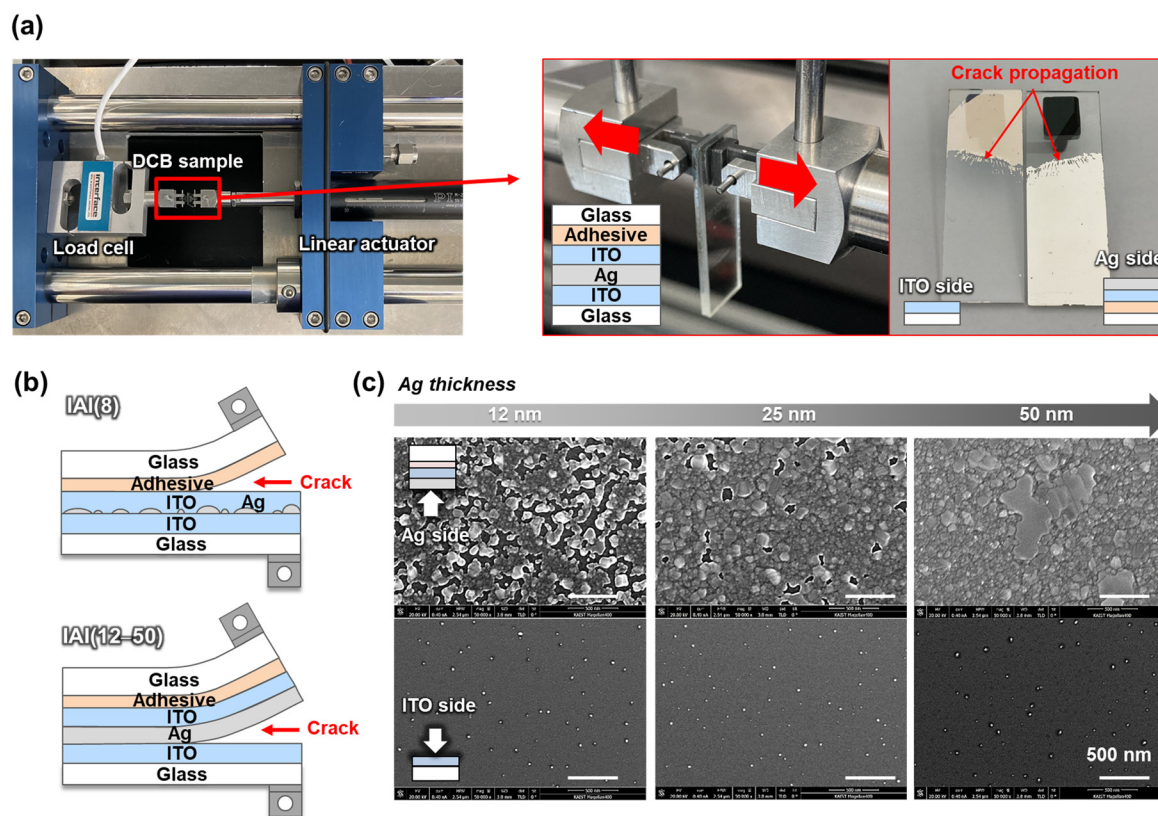 (a)
DCB sample
interface
Load cell
Linear actuator
Glass
Adhesive
ITO
Ag
ITO
Glass
Crack propagation
ITO side
Ag side
(b)
IAI(8)
Glass
Adhesive
Crack
ITO
Ag
ITO
Glass
IAI(12–50)
Glass
Adhesive
ITO
Ag
Crack
ITO
Glass
(c)
Ag thickness
12 nm
25 nm
50 nm
Ag side
ITO side
500 nm